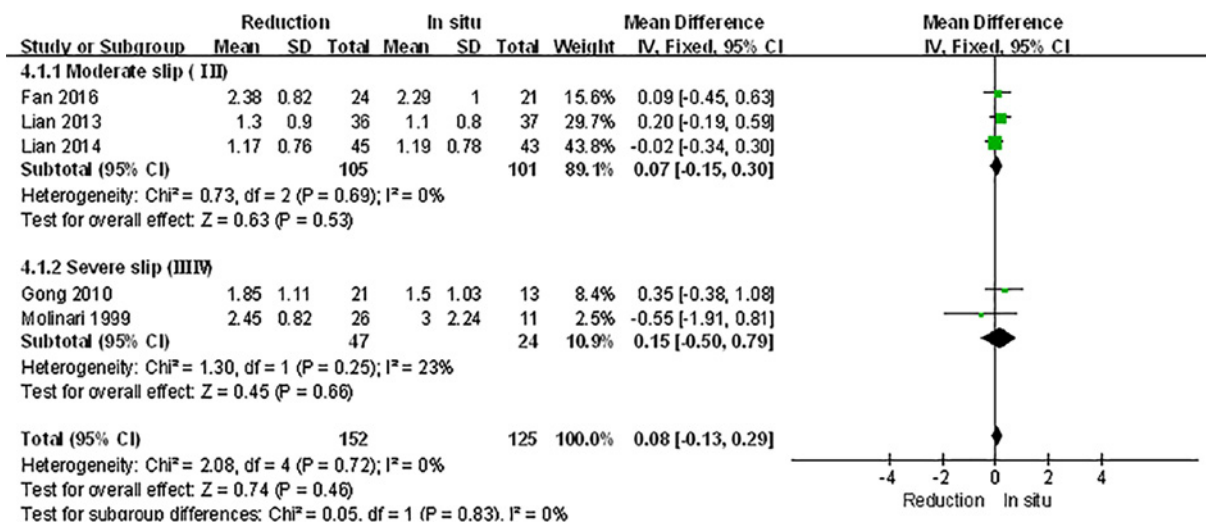 Reduction In situ Mean Difference Mean Difference
Study or Subgroup Mean SD Total Mean SD Total Weight IV, Fixed, 95% CI IV, Fixed, 95% CI
4.1.1 Moderate slip ( III)
Fan 2016 2.38 0.82 24 2.29 1 21 15.6% 0.09 [-0.45, 0.63]
Lian 2013 1.3 0.9 36 1.1 0.8 37 29.7% 0.20 [-0.19, 0.59]
Lian 2014 1.17 0.76 45 1.19 0.78 43 43.8% -0.02 [-0.34, 0.30]
Subtotal (95% CI) 105 101 89.1% 0.07 [-0.15, 0.30]
Heterogeneity: Chi² = 0.73, df = 2 (P = 0.69); I² = 0%
Test for overall effect: Z = 0.63 (P = 0.53)
4.1.2 Severe slip (IIIIV)
Gong 2010 1.85 1.11 21 1.5 1.03 13 8.4% 0.35 [-0.38, 1.08]
Molinari 1999 2.45 0.82 26 3 2.24 11 2.5% -0.55 [-1.91, 0.81]
Subtotal (95% CI) 47 24 10.9% 0.15 [-0.50, 0.79]
Heterogeneity: Chi² = 1.30, df = 1 (P = 0.25); I² = 23%
Test for overall effect: Z = 0.45 (P = 0.66)
Total (95% CI) 152 125 100.0% 0.08 [-0.13, 0.29]
Heterogeneity: Chi² = 2.08, df = 4 (P = 0.72); I² = 0%
Test for overall effect: Z = 0.74 (P = 0.46)
Test for subgroup differences: Chi² = 0.05, df = 1 (P = 0.83), I² = 0%
-4 -2 0 2 4
Reduction In situ